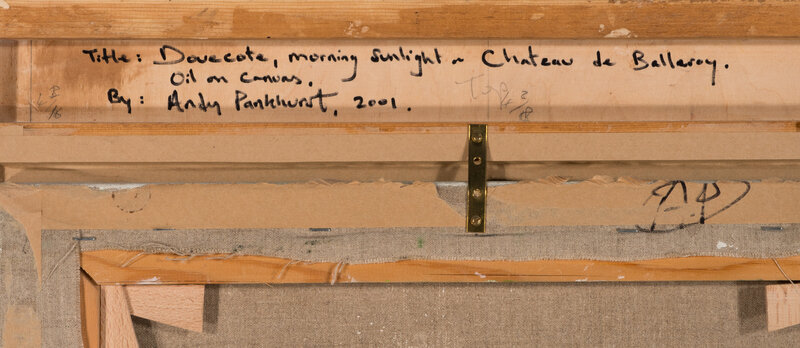 Title: Dovecote, morning sunlight ~ Chateau de Balleroy.
Oil on canvas.
By: Andy Pankhurst, 2001.
A.P